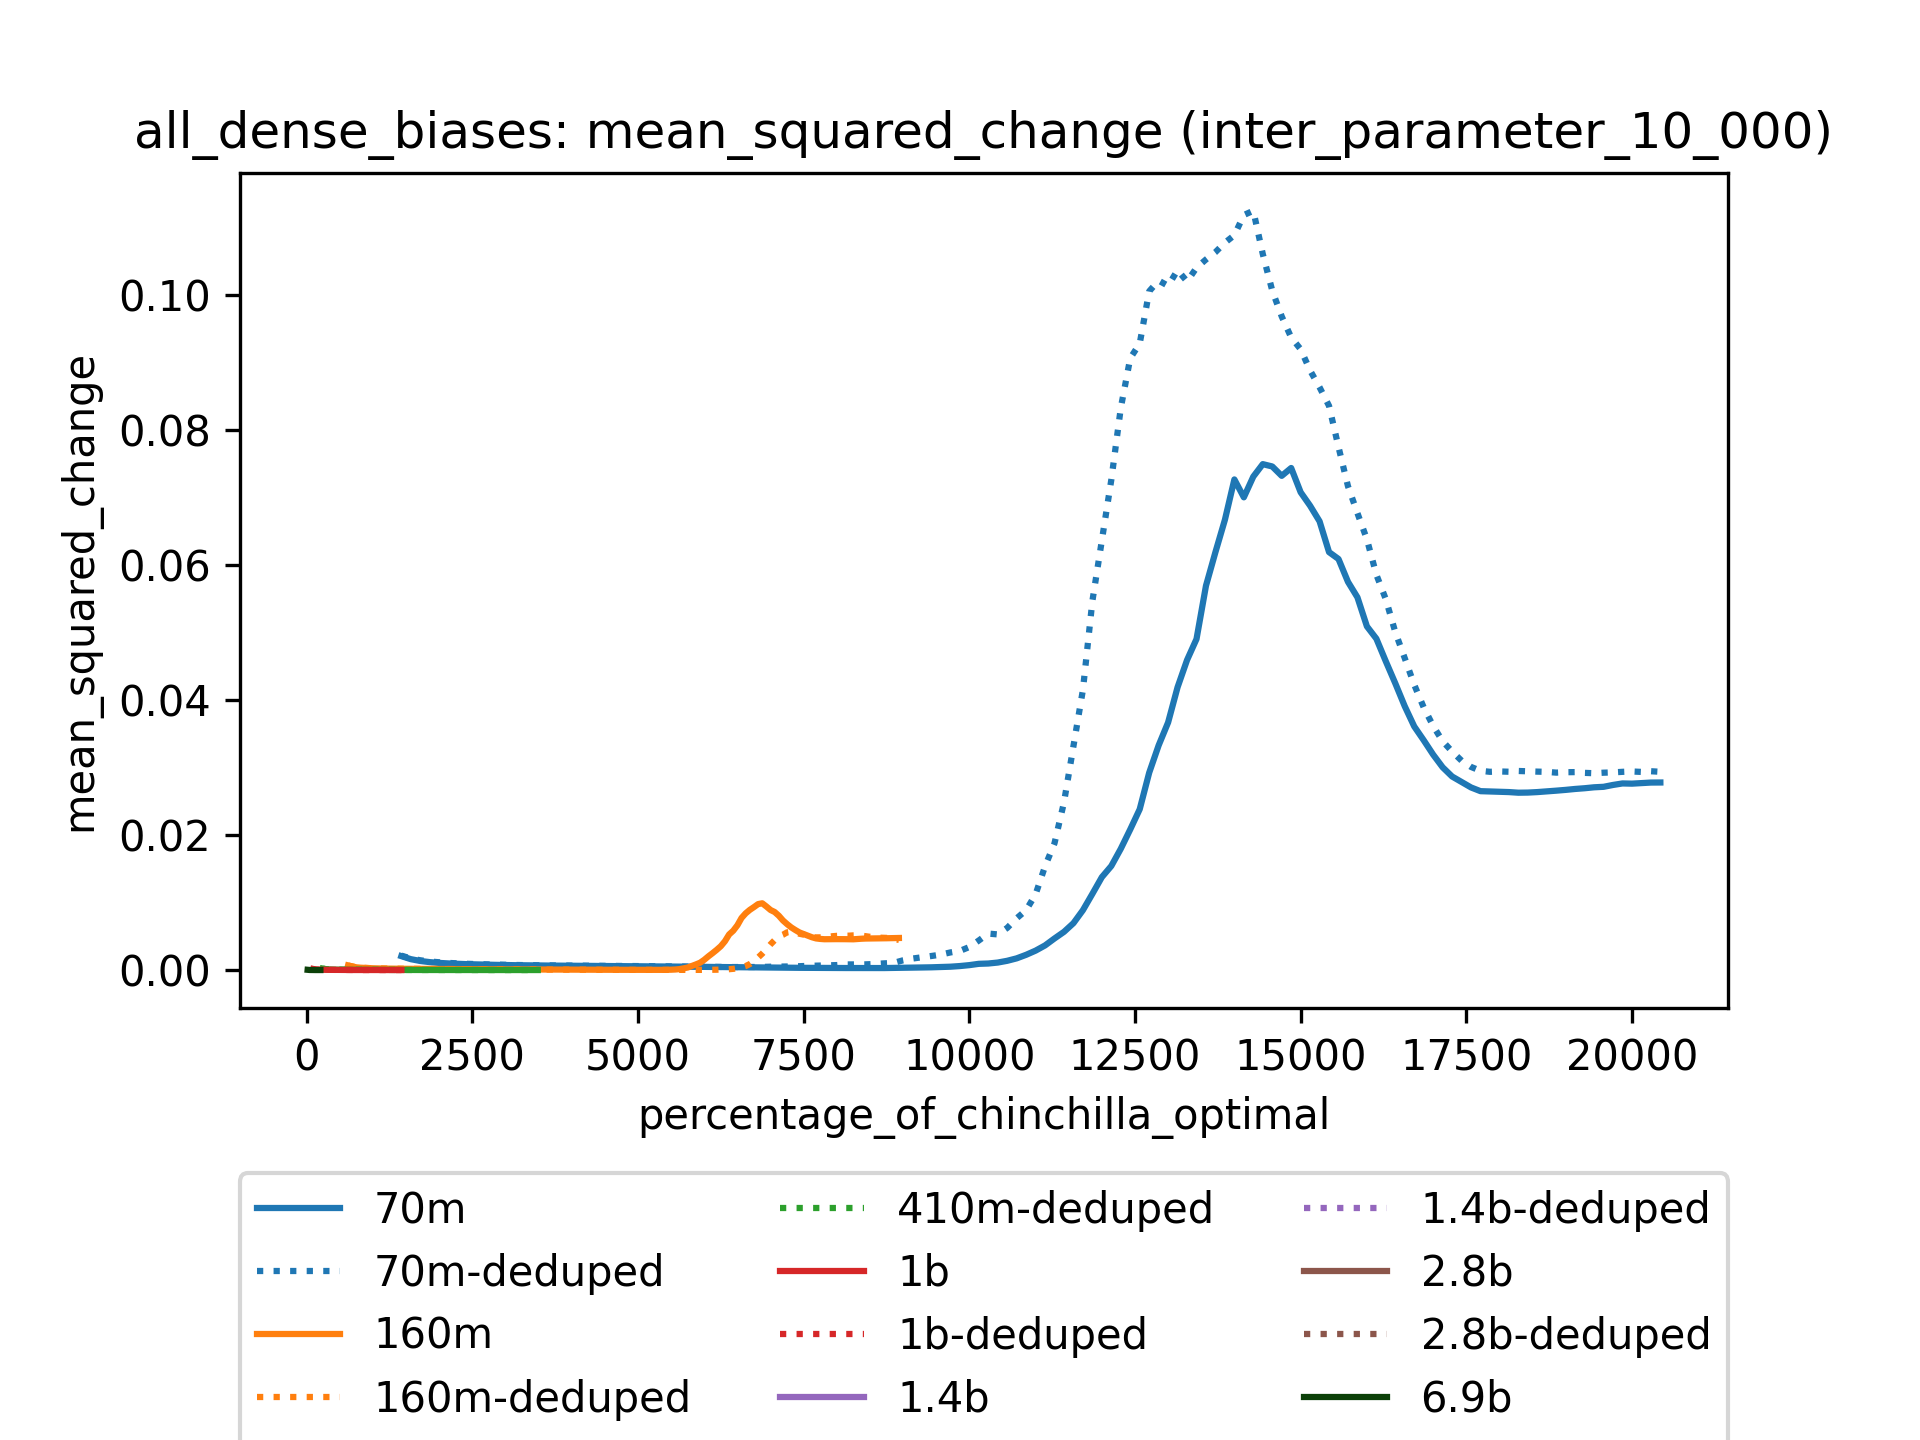 all_dense_biases: mean_squared_change (inter_parameter_10_000)
mean_squared_change
0.10
0.08
0.06
0.04
0.02
0.00
0 2500 5000 7500 10000 12500 15000 17500 20000
percentage_of_chinchilla_optimal
70m 410m-deduped 1.4b-deduped
70m-deduped 1b 2.8b
160m 1b-deduped 2.8b-deduped
160m-deduped 1.4b 6.9b